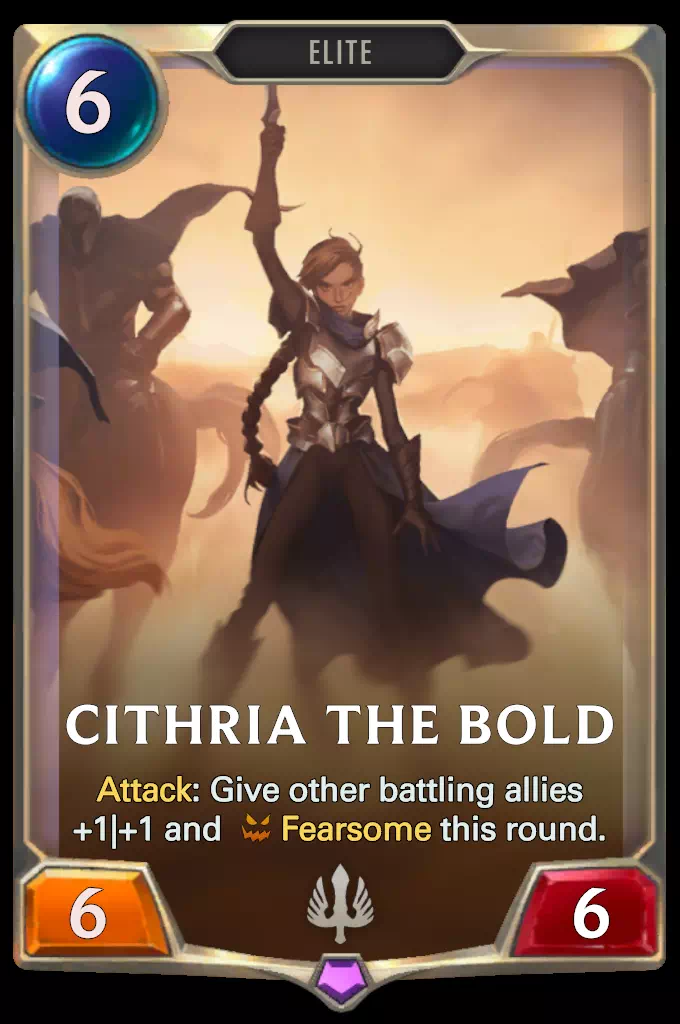 ELITE
6
CITHRIA THE BOLD
Attack: Give other battling allies
+1|+1 and Fearsome this round.
6
6